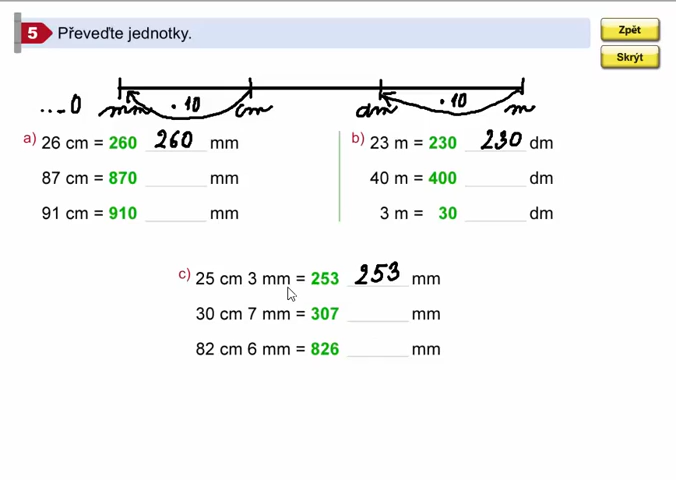 5 Převeďte jednotky.
Zpět
Skrýt
...0 mm · 10 cm dm · 10 m
a) 26 cm = 260 260 mm
87 cm = 870 mm
91 cm = 910 mm
b) 23 m = 230 230 dm
40 m = 400 dm
3 m = 30 dm
c) 25 cm 3 mm = 253 253 mm
30 cm 7 mm = 307 mm
82 cm 6 mm = 826 mm